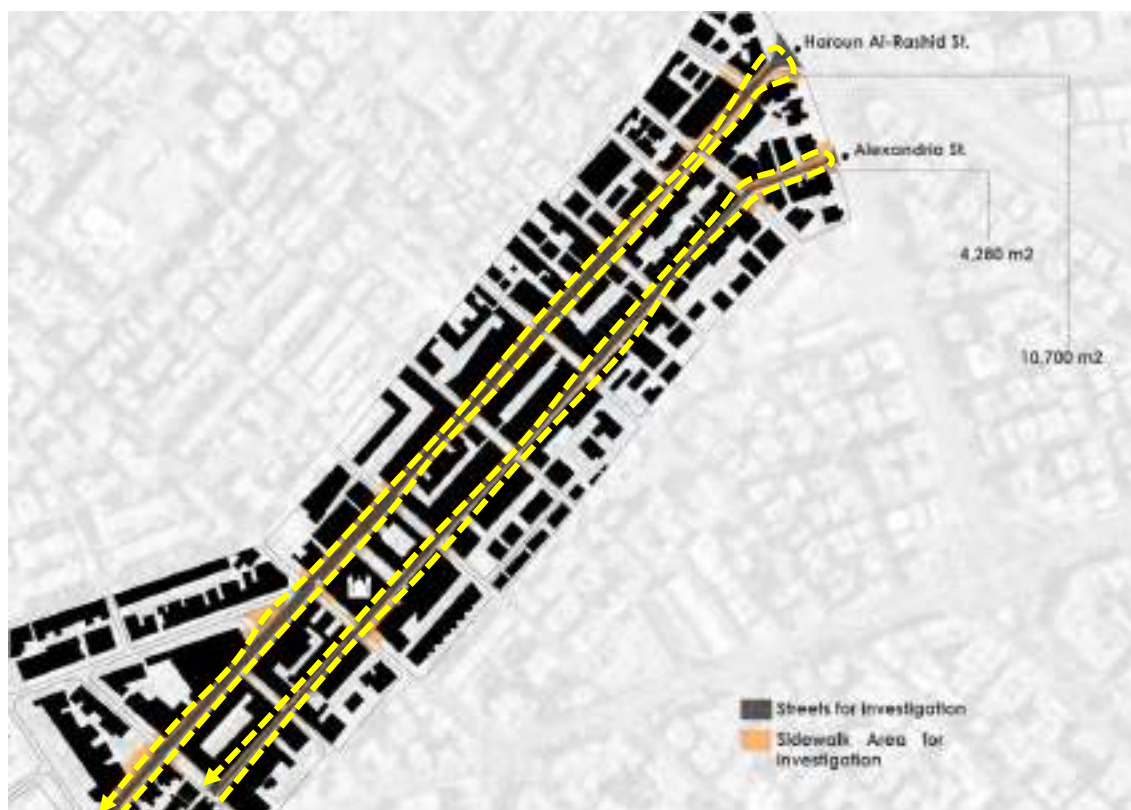 Haroun Al-Rashid St.
Alexandria St.
4,280 m2
10,700 m2
Streets for Investigation
Sidewalk Area for
Investigation